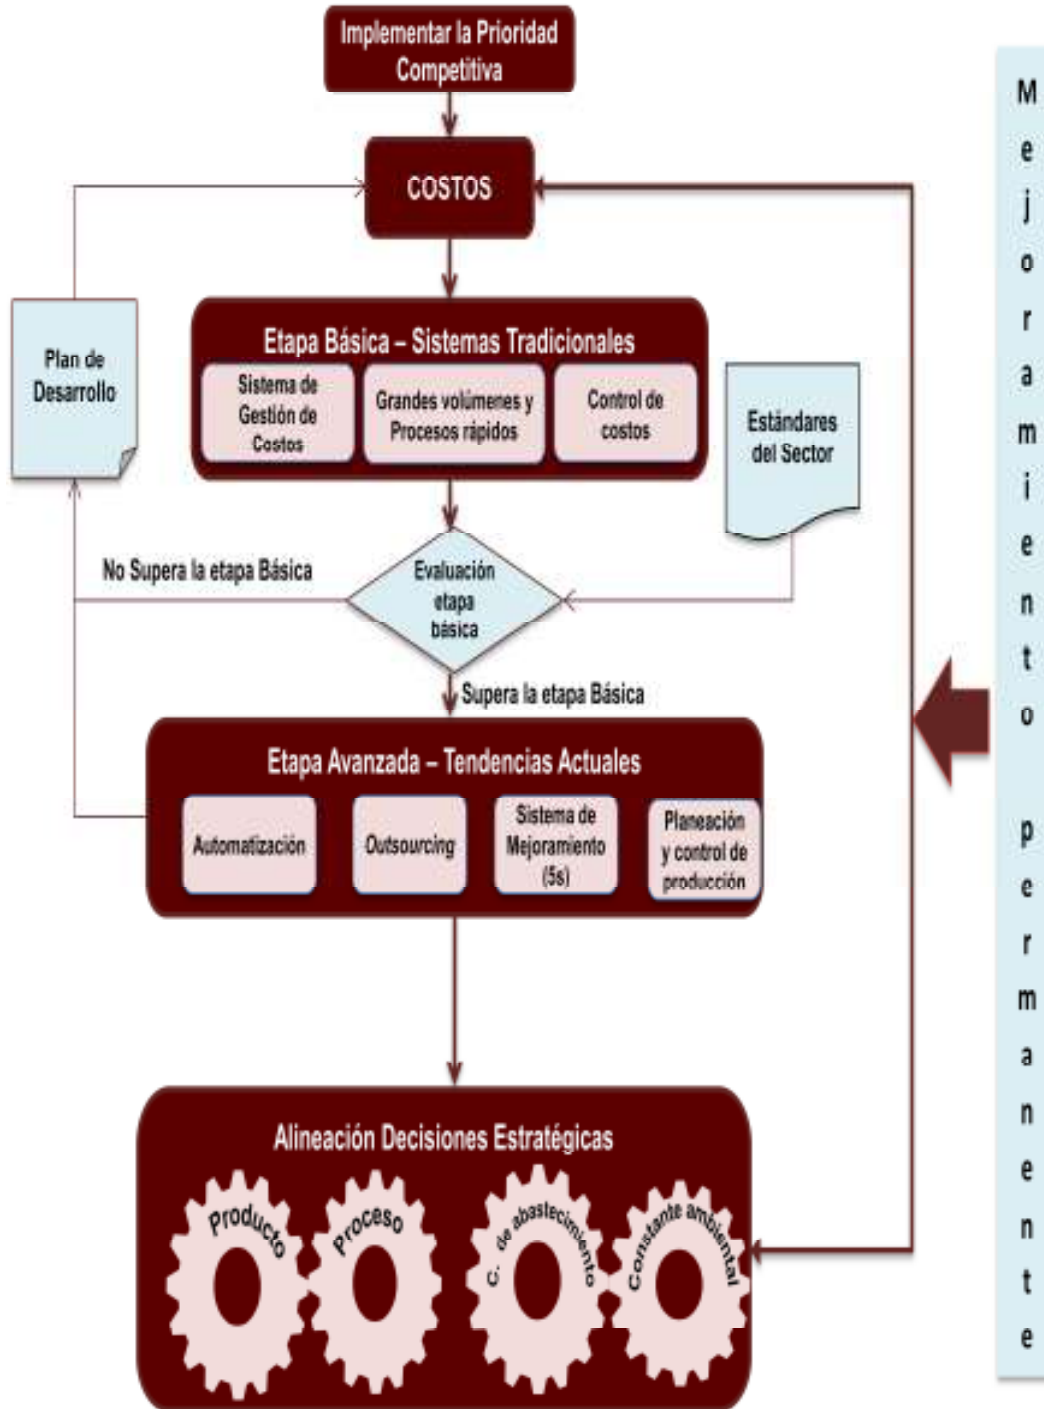 Implementar la Prioridad
Competitiva
COSTOS
Etapa Básica – Sistemas Tradicionales
Sistema de
Gestión de
Costos
Grandes volúmenes y
Procesos rápidos
Control de
costos
Plan de
Desarrollo
Estándares
del Sector
No Supera la etapa Básica
Evaluación
etapa
básica
Supera la etapa Básica
Etapa Avanzada – Tendencias Actuales
Automatización
Outsourcing
Sistema de
Mejoramiento
(5s)
Planeación
y control de
producción
Alineación Decisiones Estratégicas
Producto
Proceso
C. de abastecimiento
Constante ambiental
Mejoramiento permanente